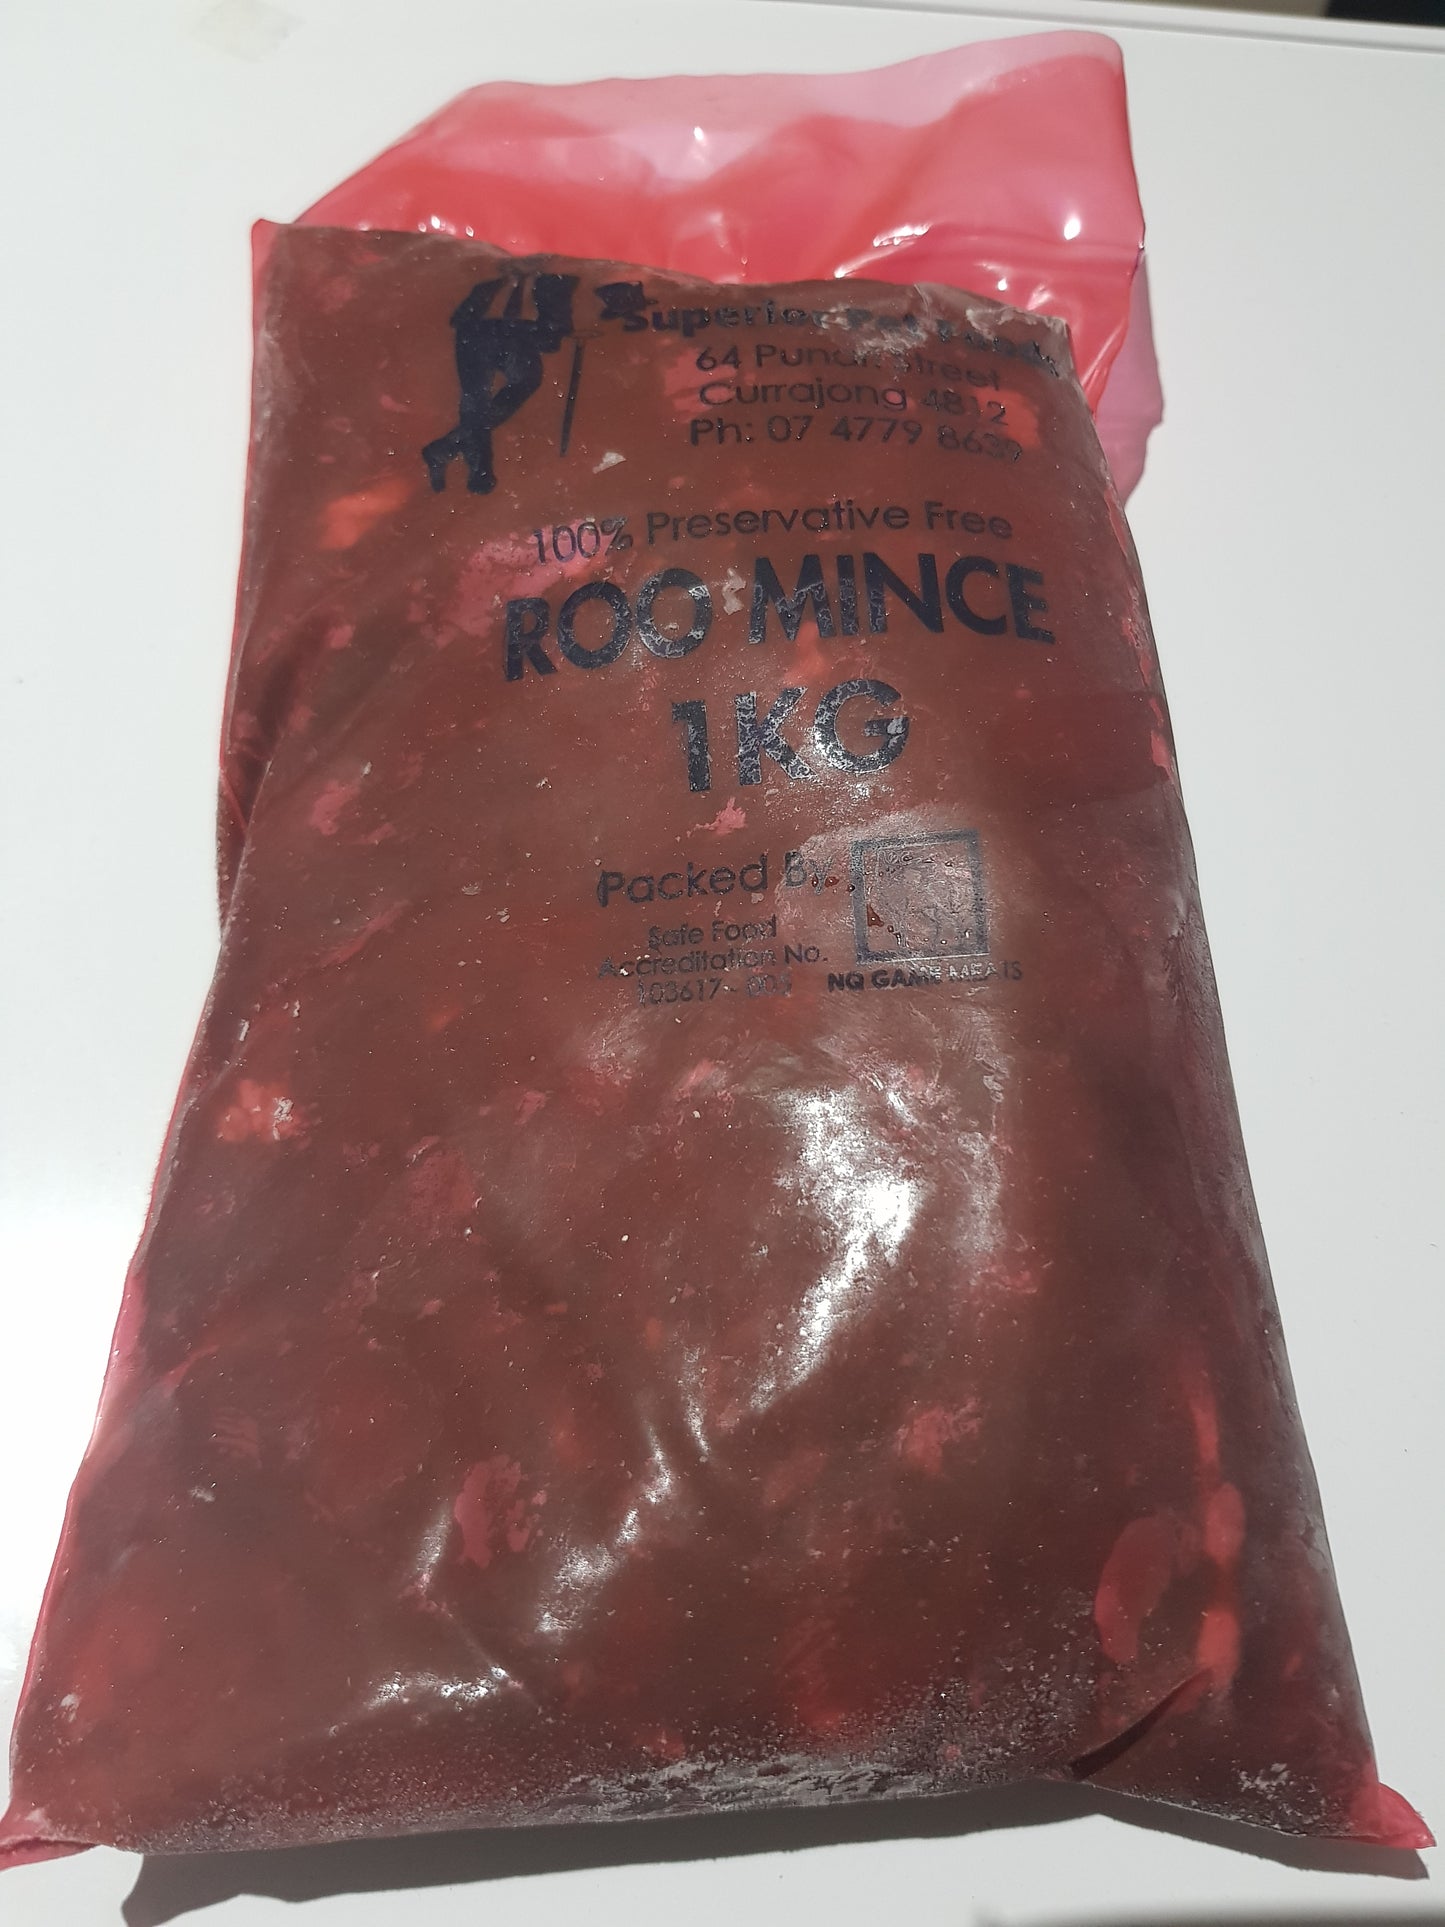 Superior Pet Foods
64 Punari Street
Currajong 4812
Ph: 07 4779 8639
100% Preservative Free
ROO MINCE
1KG
Packed By
Safe Food
Accreditation No.
NQ GAME MEATS